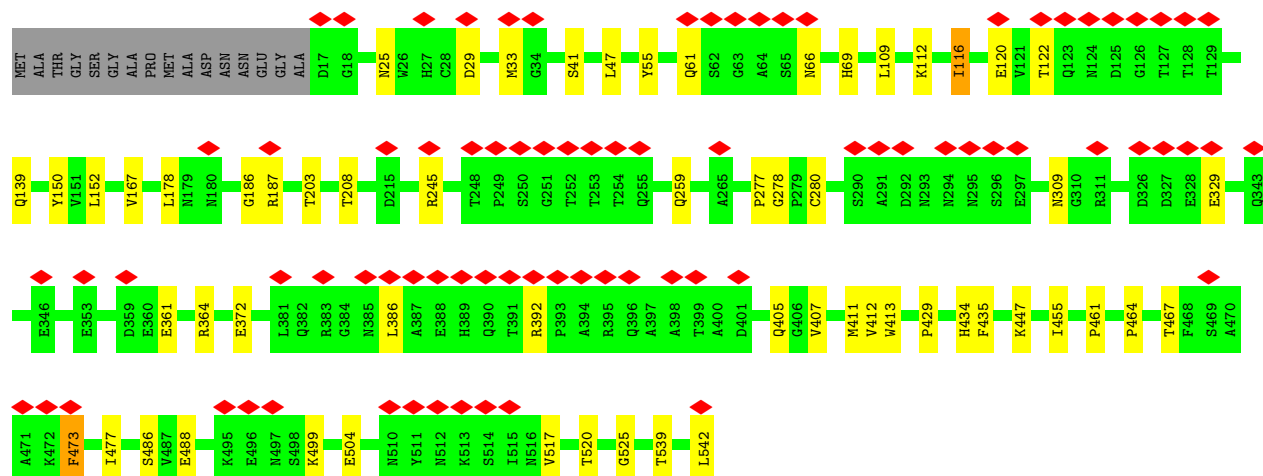 MET ALA THR GLY SER GLY ALA PRO MET ALA ASP ASN ASN GLU GLY ALA D17 G18 N25 W26 H27 C28 D29 M33 G34 S41 L47 Y55 Q61 S62 G63 A64 S65 N66 H69 L109 K112 I116 E120 V121 T122 Q123 N124 D125 G126 T127 T128 T129
Q139 Y150 V151 L152 V167 L178 N179 N180 G186 R187 T203 T208 D215 R245 T248 P249 S250 G251 T252 T253 T254 Q255 Q259 A265 P277 G278 P279 C280 S290 A291 D292 N293 N294 N295 S296 E297 N309 G310 R311 D326 D327 E328 E329 Q343
E346 E353 D359 E360 E361 R364 E372 L381 Q382 R383 G384 N385 L386 A387 E388 H389 Q390 T391 R392 P393 A394 R395 Q396 A397 A398 T399 A400 D401 Q405 G406 V407 M411 V412 W413 P429 H434 F435 K447 I455 P461 P464 T467 F468 S469 A470
A471 K472 F473 I477 S486 V487 E488 K495 E496 N497 S498 K499 E504 N510 Y511 N512 K513 S514 I515 N516 V517 T520 G525 T539 L542